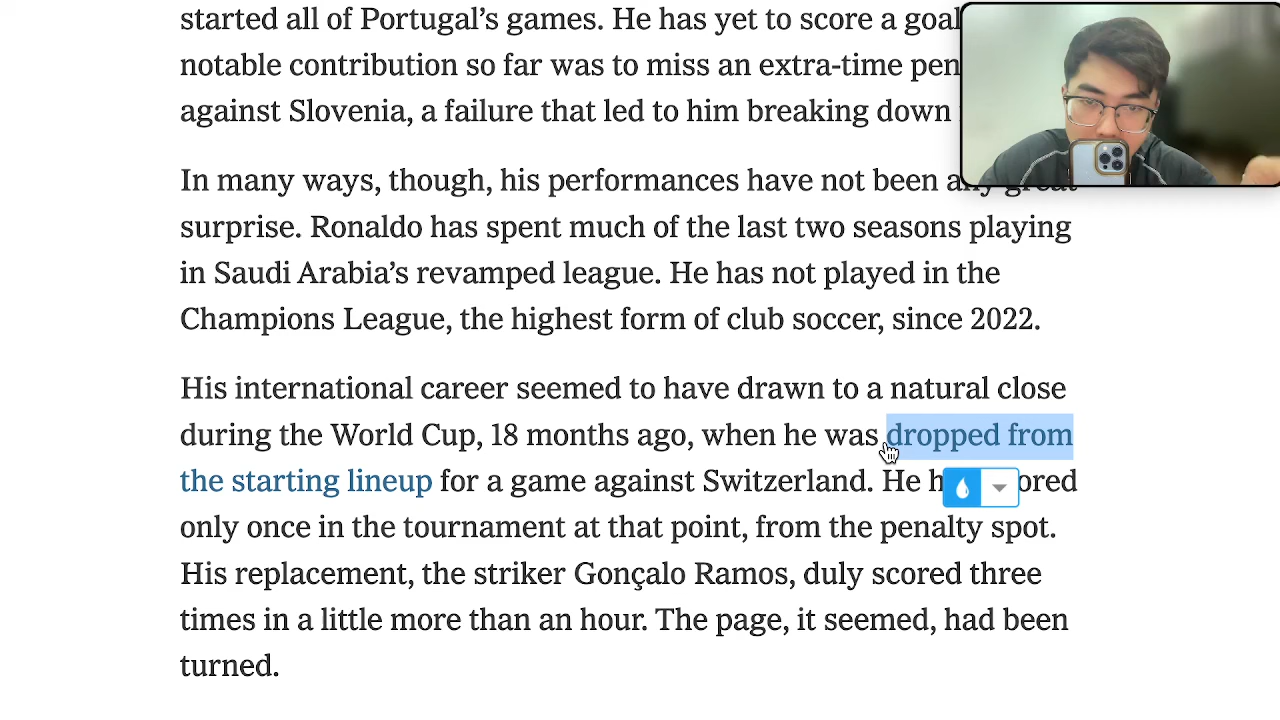 started all of Portugal’s games. He has yet to score a goal
notable contribution so far was to miss an extra-time pen
against Slovenia, a failure that led to him breaking down
In many ways, though, his performances have not been any great
surprise. Ronaldo has spent much of the last two seasons playing
in Saudi Arabia’s revamped league. He has not played in the
Champions League, the highest form of club soccer, since 2022.
His international career seemed to have drawn to a natural close
during the World Cup, 18 months ago, when he was dropped from
the starting lineup for a game against Switzerland. He h ored
only once in the tournament at that point, from the penalty spot.
His replacement, the striker Gonçalo Ramos, duly scored three
times in a little more than an hour. The page, it seemed, had been
turned.